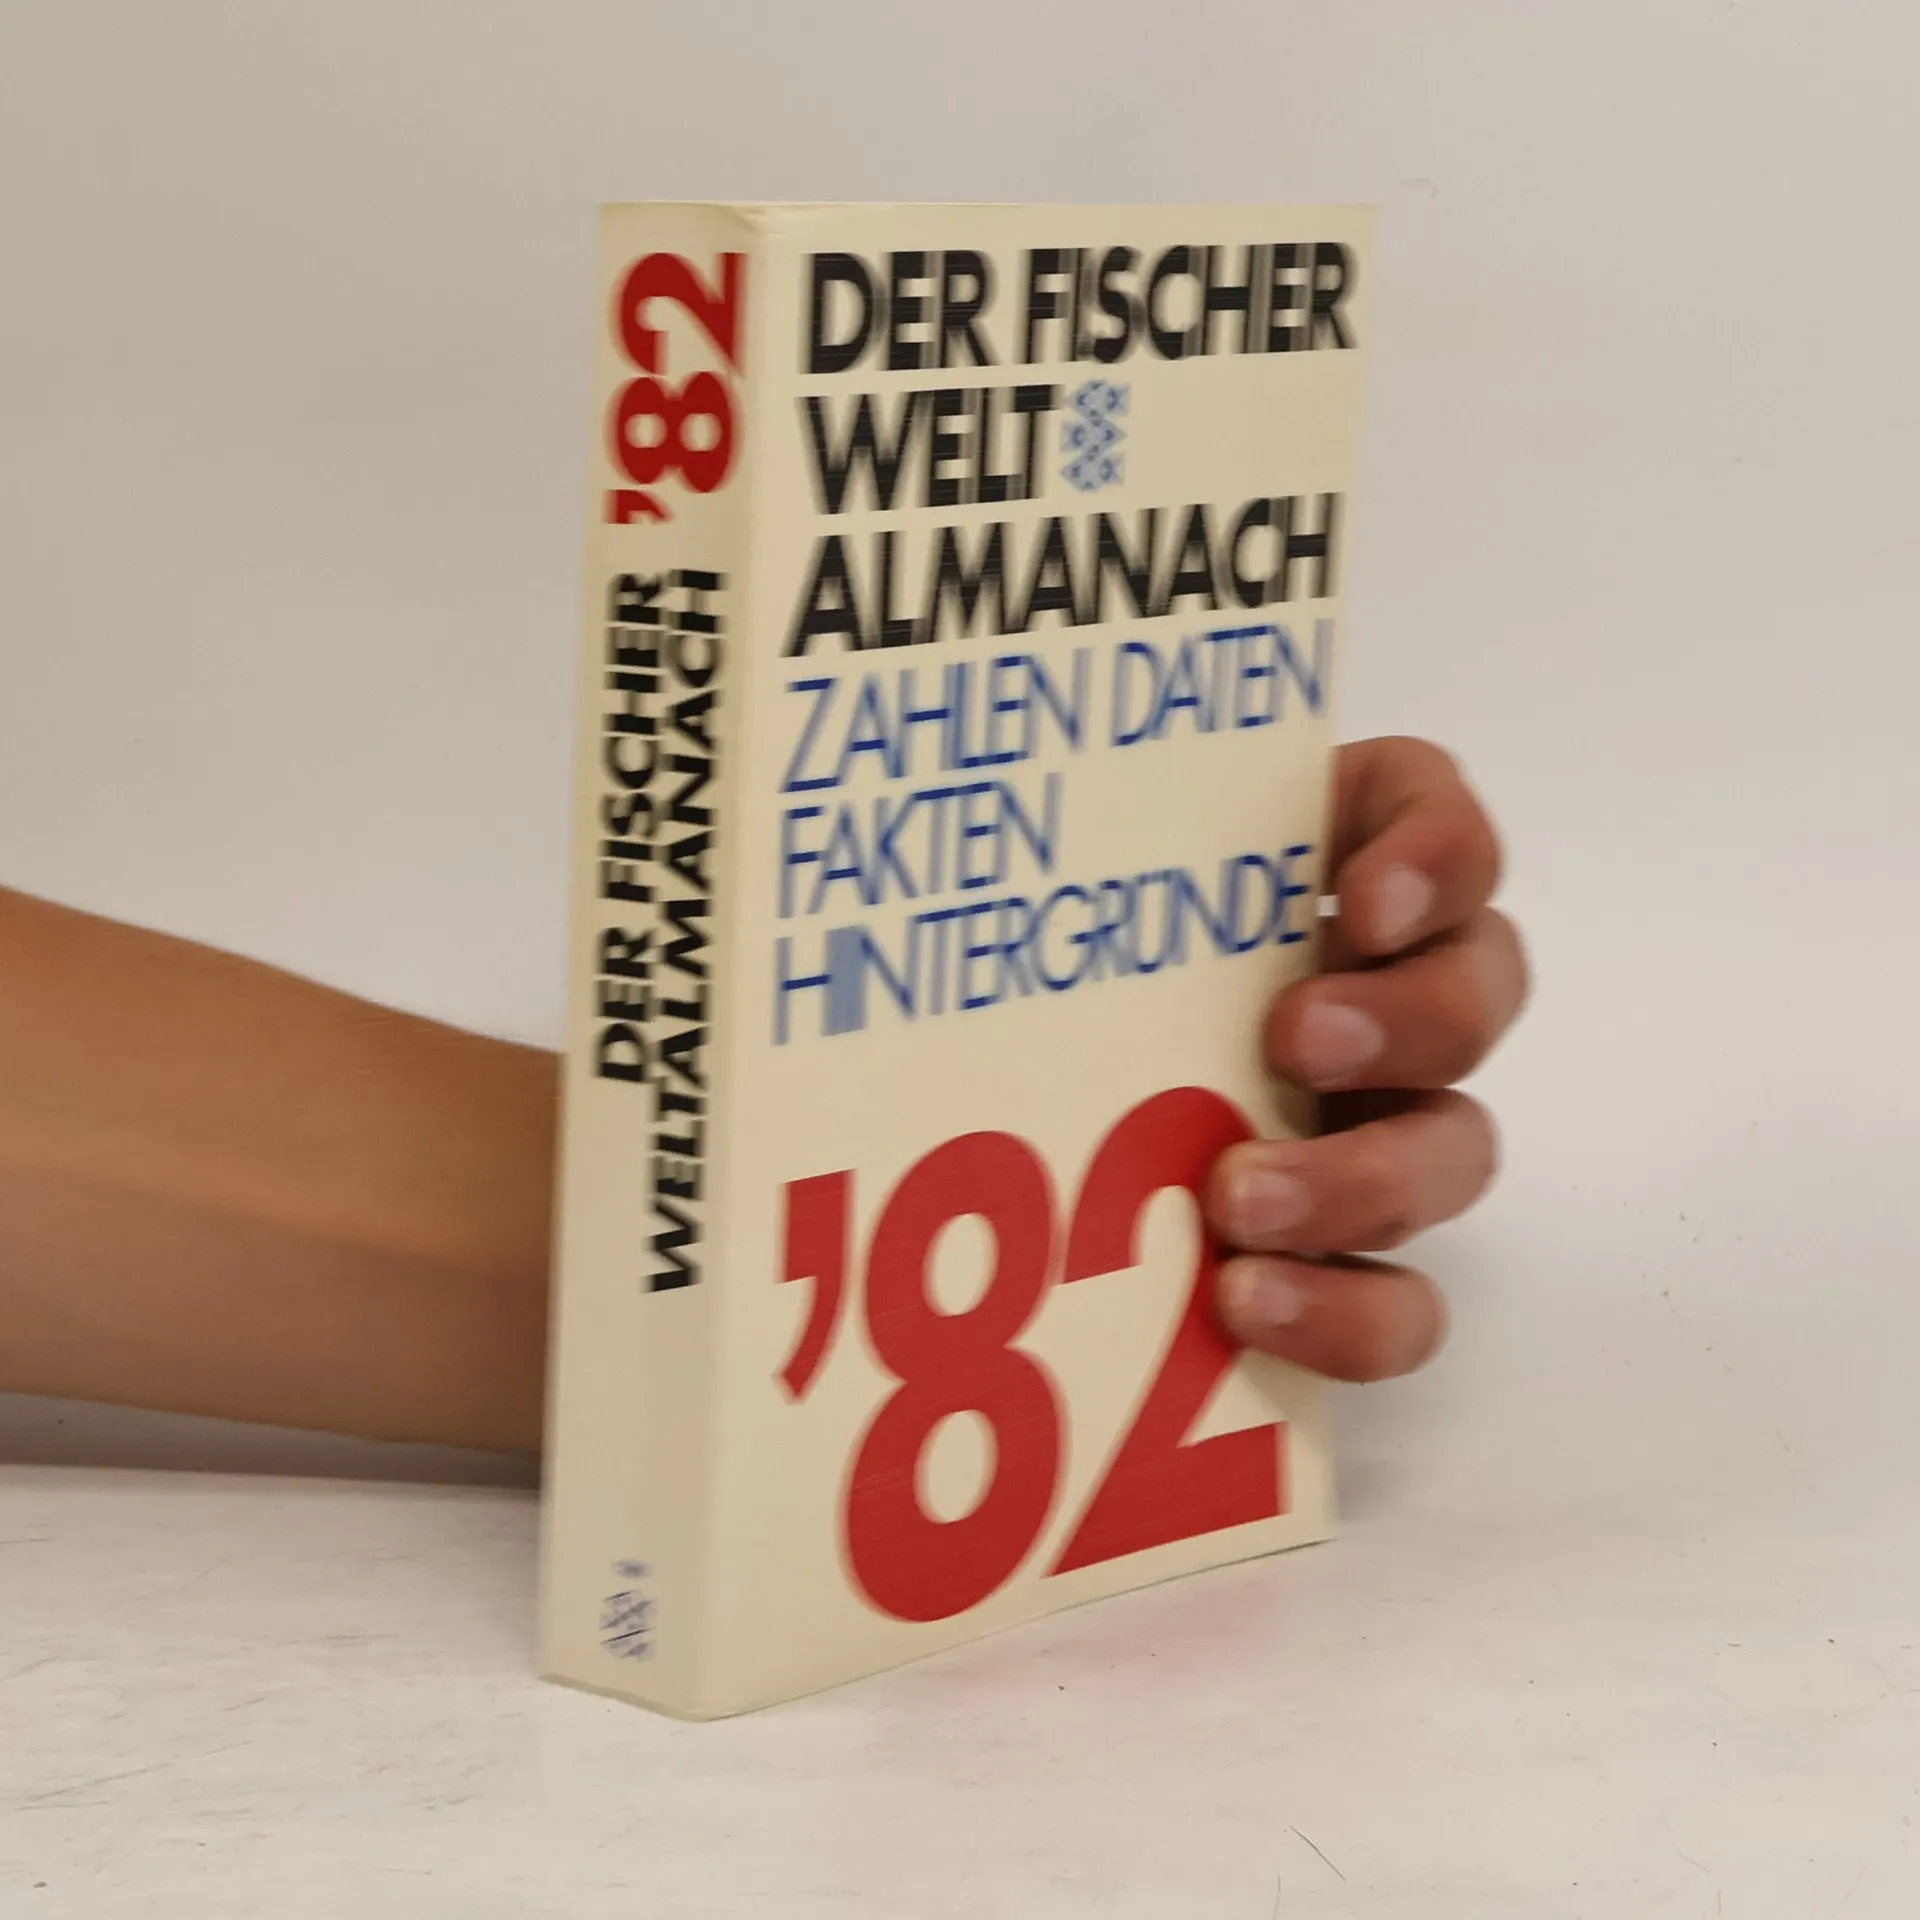 '82
DER FISCHER
WELTALMANACH
DER FISCHER
WELT
ALMANACH
ZAHLEN DATEN
FAKTEN
HINTERGRÜNDE
'82